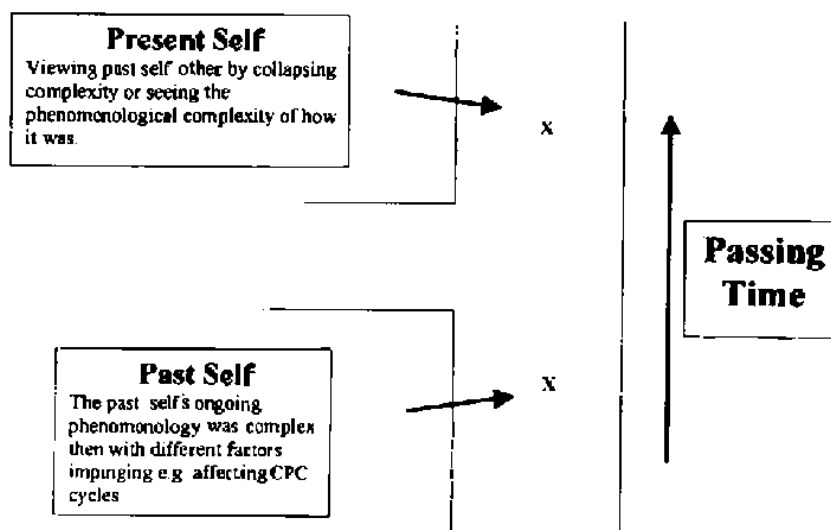 Present Self
Viewing past self other by collapsing
complexity or seeing the
phenomonological complexity of how
it was.
x
Passing
Time
Past Self
The past self's ongoing
phenomonology was complex
then with different factors
impinging e.g affecting CPC
cycles
x